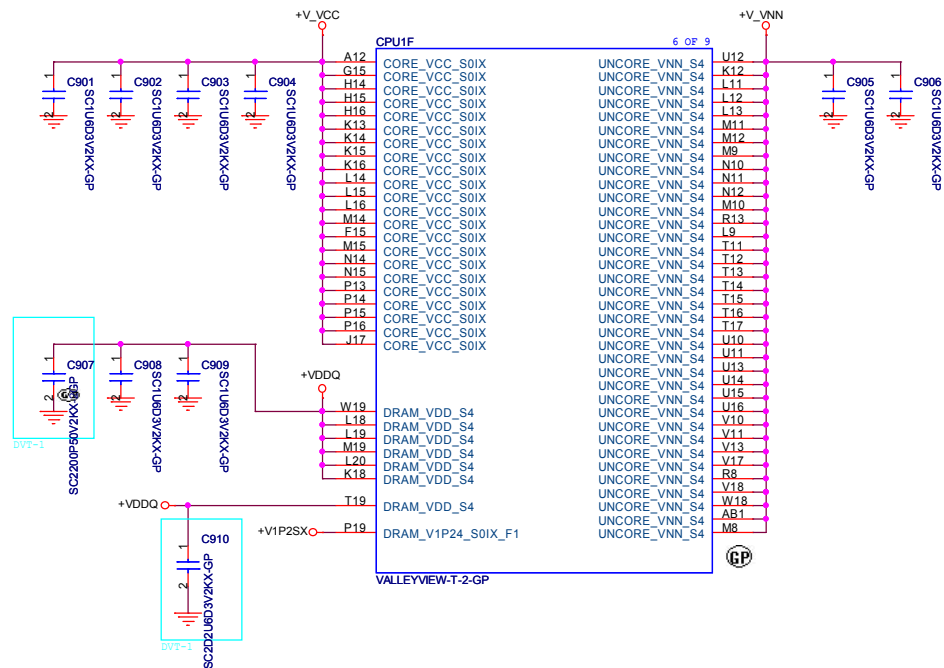 +V_VCC
+V_VNN
CPU1F
6 OF 9
A12 CORE_VCC_S0IX UNCORE_VNN_S4 U12
G15 CORE_VCC_S0IX UNCORE_VNN_S4 K12
H14 CORE_VCC_S0IX UNCORE_VNN_S4 L11
H15 CORE_VCC_S0IX UNCORE_VNN_S4 L12
H16 CORE_VCC_S0IX UNCORE_VNN_S4 L13
K13 CORE_VCC_S0IX UNCORE_VNN_S4 M11
K14 CORE_VCC_S0IX UNCORE_VNN_S4 M12
K15 CORE_VCC_S0IX UNCORE_VNN_S4 M9
K16 CORE_VCC_S0IX UNCORE_VNN_S4 N10
L14 CORE_VCC_S0IX UNCORE_VNN_S4 N11
L15 CORE_VCC_S0IX UNCORE_VNN_S4 N12
L16 CORE_VCC_S0IX UNCORE_VNN_S4 M10
M14 CORE_VCC_S0IX UNCORE_VNN_S4 R13
F15 CORE_VCC_S0IX UNCORE_VNN_S4 L9
M15 CORE_VCC_S0IX UNCORE_VNN_S4 T11
N14 CORE_VCC_S0IX UNCORE_VNN_S4 T12
N15 CORE_VCC_S0IX UNCORE_VNN_S4 T13
P13 CORE_VCC_S0IX UNCORE_VNN_S4 T14
P14 CORE_VCC_S0IX UNCORE_VNN_S4 T15
P15 CORE_VCC_S0IX UNCORE_VNN_S4 T16
P16 CORE_VCC_S0IX UNCORE_VNN_S4 T17
J17 CORE_VCC_S0IX UNCORE_VNN_S4 U10
UNCORE_VNN_S4 U11
UNCORE_VNN_S4 U13
UNCORE_VNN_S4 U14
UNCORE_VNN_S4 U15
W19 DRAM_VDD_S4 UNCORE_VNN_S4 U16
L18 DRAM_VDD_S4 UNCORE_VNN_S4 V10
L19 DRAM_VDD_S4 UNCORE_VNN_S4 V11
M19 DRAM_VDD_S4 UNCORE_VNN_S4 V13
L20 DRAM_VDD_S4 UNCORE_VNN_S4 V17
K18 DRAM_VDD_S4 UNCORE_VNN_S4 R8
UNCORE_VNN_S4 V18
T19 DRAM_VDD_S4 UNCORE_VNN_S4 W18
UNCORE_VNN_S4 AB1
P19 DRAM_V1P24_S0IX_F1 UNCORE_VNN_S4 M8
VALLEYVIEW-T-2-GP
GP
1
2
C901
SC1U6D3V2KX-GP
1
2
C902
SC1U6D3V2KX-GP
1
2
C903
SC1U6D3V2KX-GP
1
2
C904
SC1U6D3V2KX-GP
1
2
C905
SC1U6D3V2KX-GP
1
2
C906
SC1U6D3V2KX-GP
+VDDQ
1
2
C907
SC2200P50V2KX-GP
GP
DVT-1
1
2
C908
SC1U6D3V2KX-GP
1
2
C909
SC1U6D3V2KX-GP
+VDDQ
+V1P2SX
1
2
C910
SC2D2U6D3V2KX-GP
DVT-1